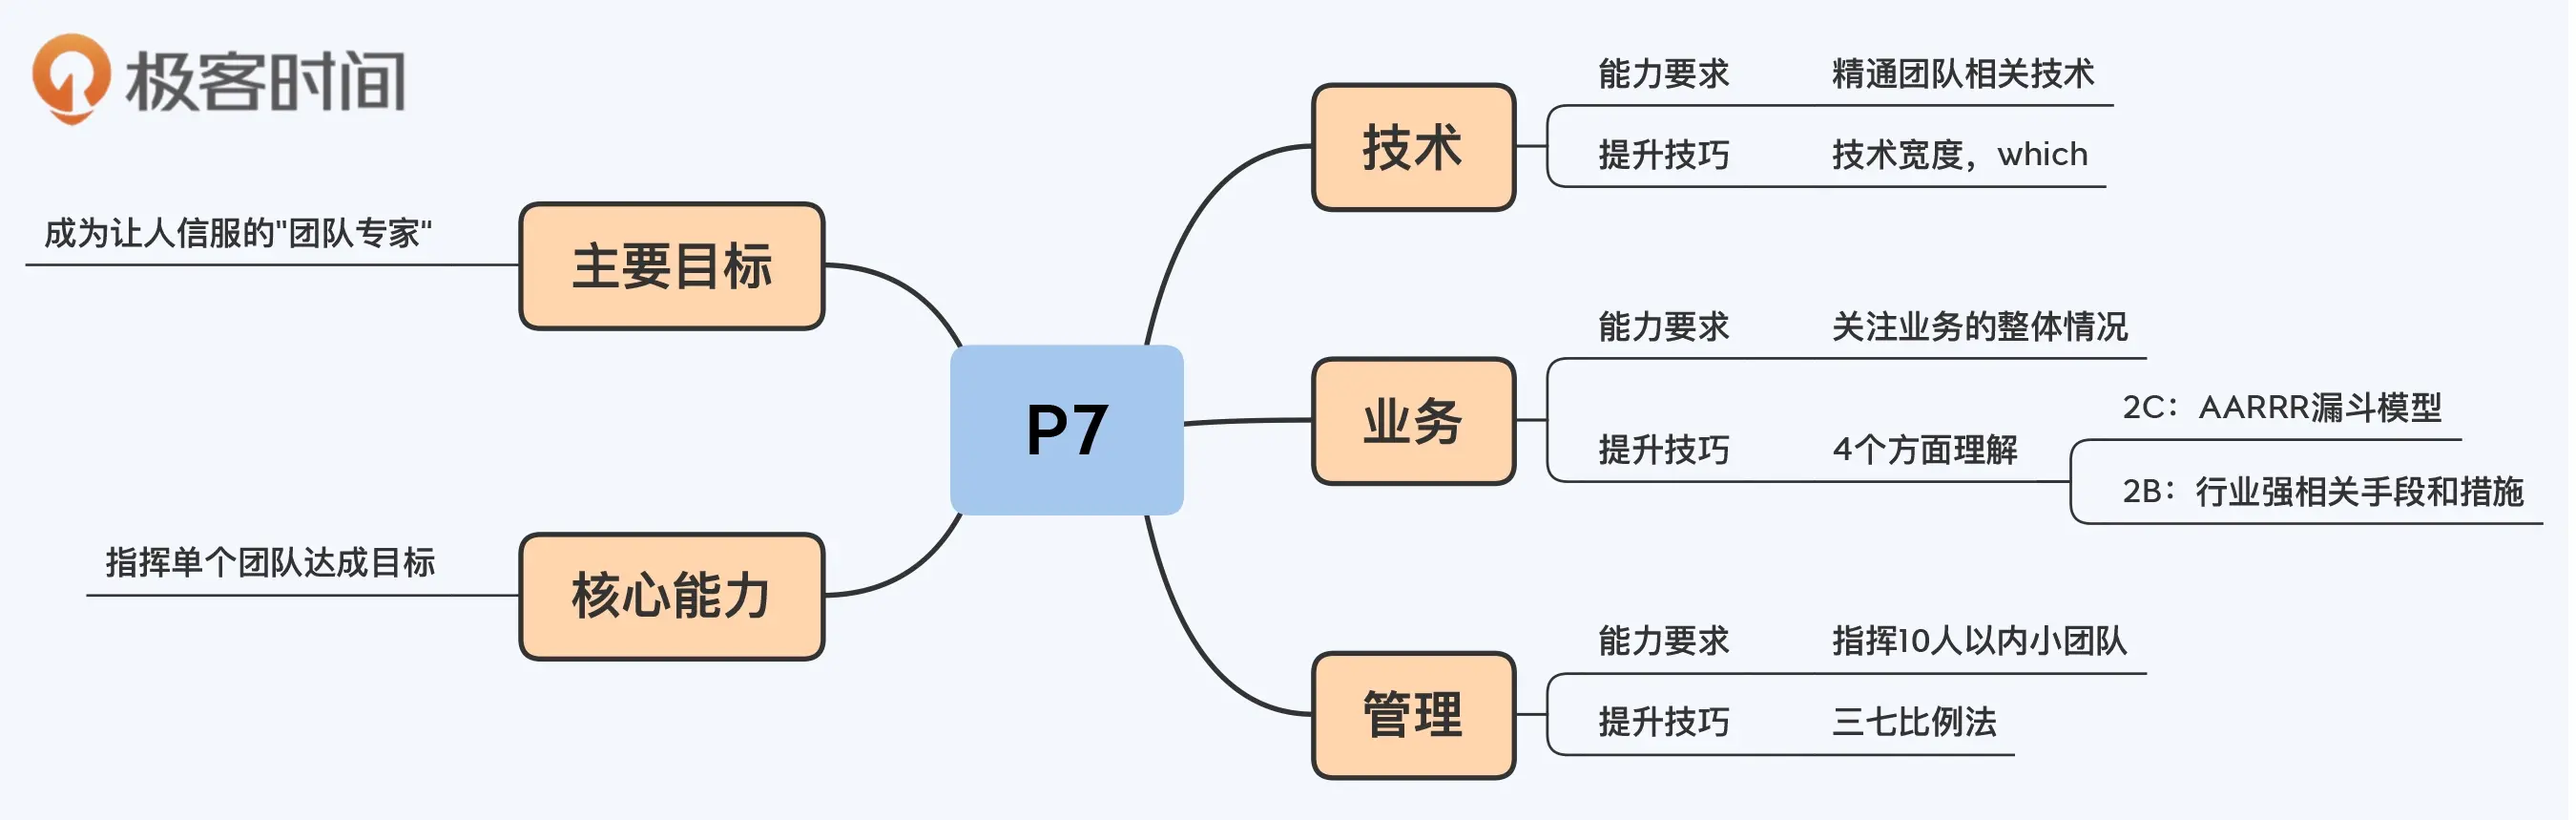 极客时间
P7
主要目标
成为让人信服的"团队专家"
核心能力
指挥单个团队达成目标
技术
能力要求 精通团队相关技术
提升技巧 技术宽度，which
业务
能力要求 关注业务的整体情况
提升技巧 4个方面理解
2C：AARRR漏斗模型
2B：行业强相关手段和措施
管理
能力要求 指挥10人以内小团队
提升技巧 三七比例法